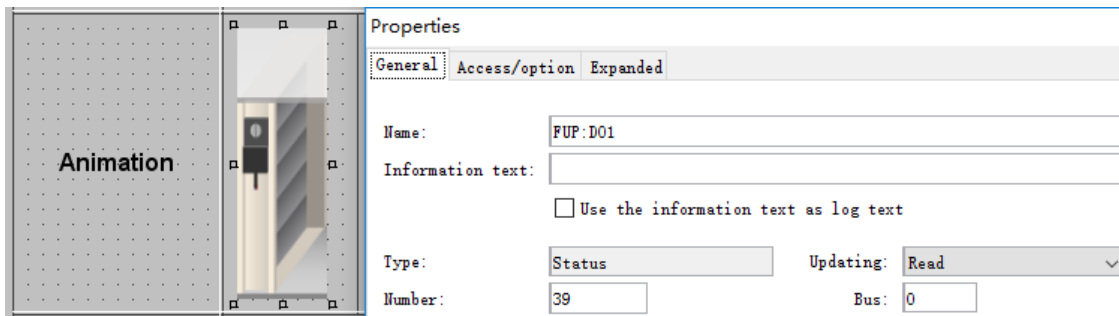 Animation
Properties
General Access/option Expanded
Name: FUP:DO1
Information text:
Use the information text as log text
Type: Status Updating: Read
Number: 39 Bus: 0